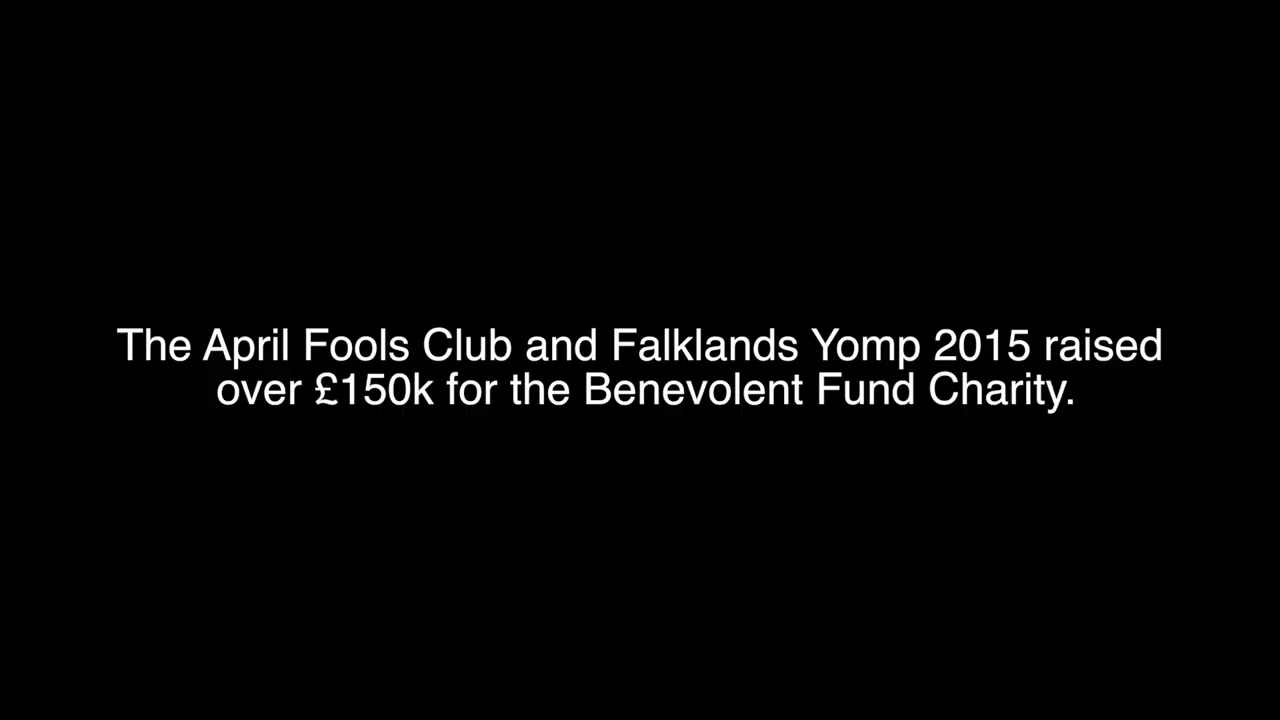 The April Fools Club and Falklands Yomp 2015 raised
over £150k for the Benevolent Fund Charity.